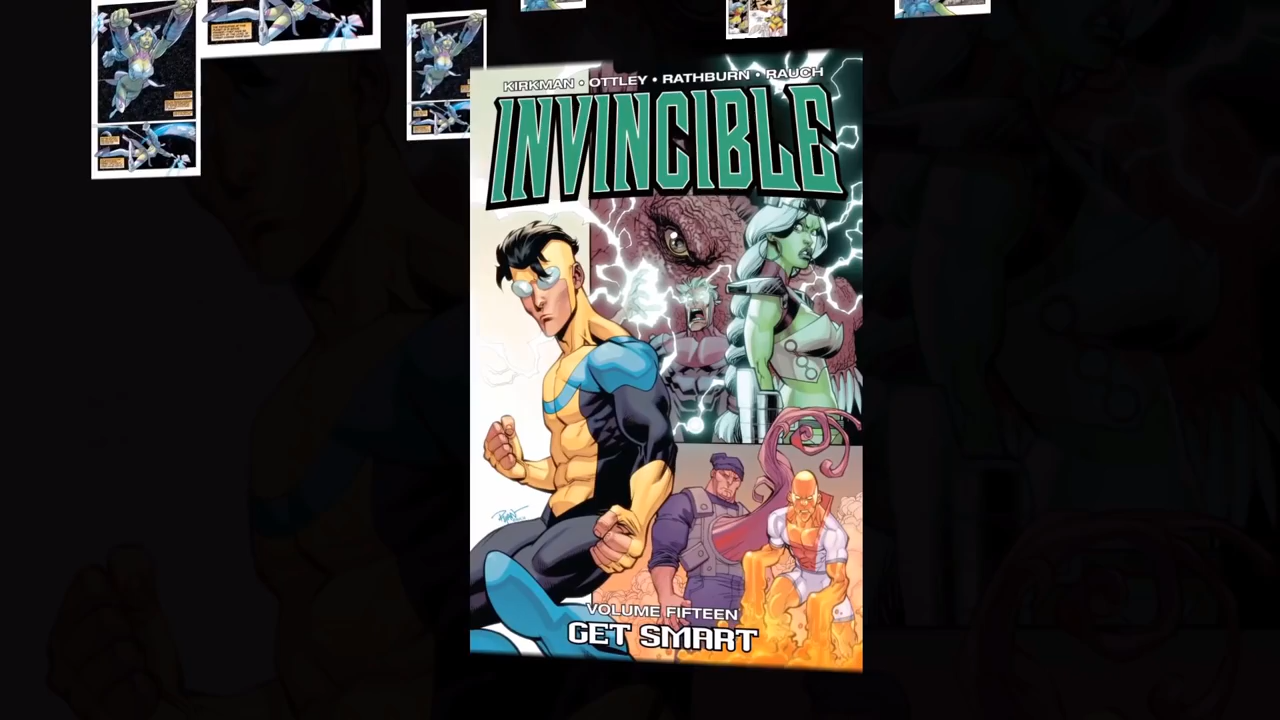 KIRKMAN • OTTLEY • RATHBURN • RAUCH
INVINCIBLE
VOLUME FIFTEEN
GET SMART